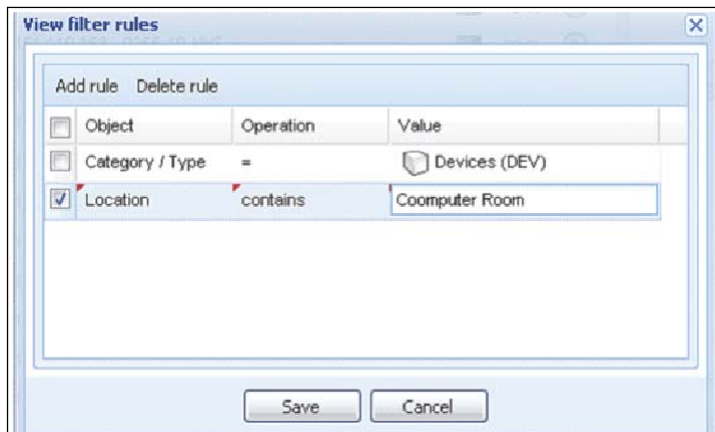 View filter rules
Add rule Delete rule
Object Operation Value
Category / Type = Devices (DEV)
Location contains Coomputer Room
Save Cancel